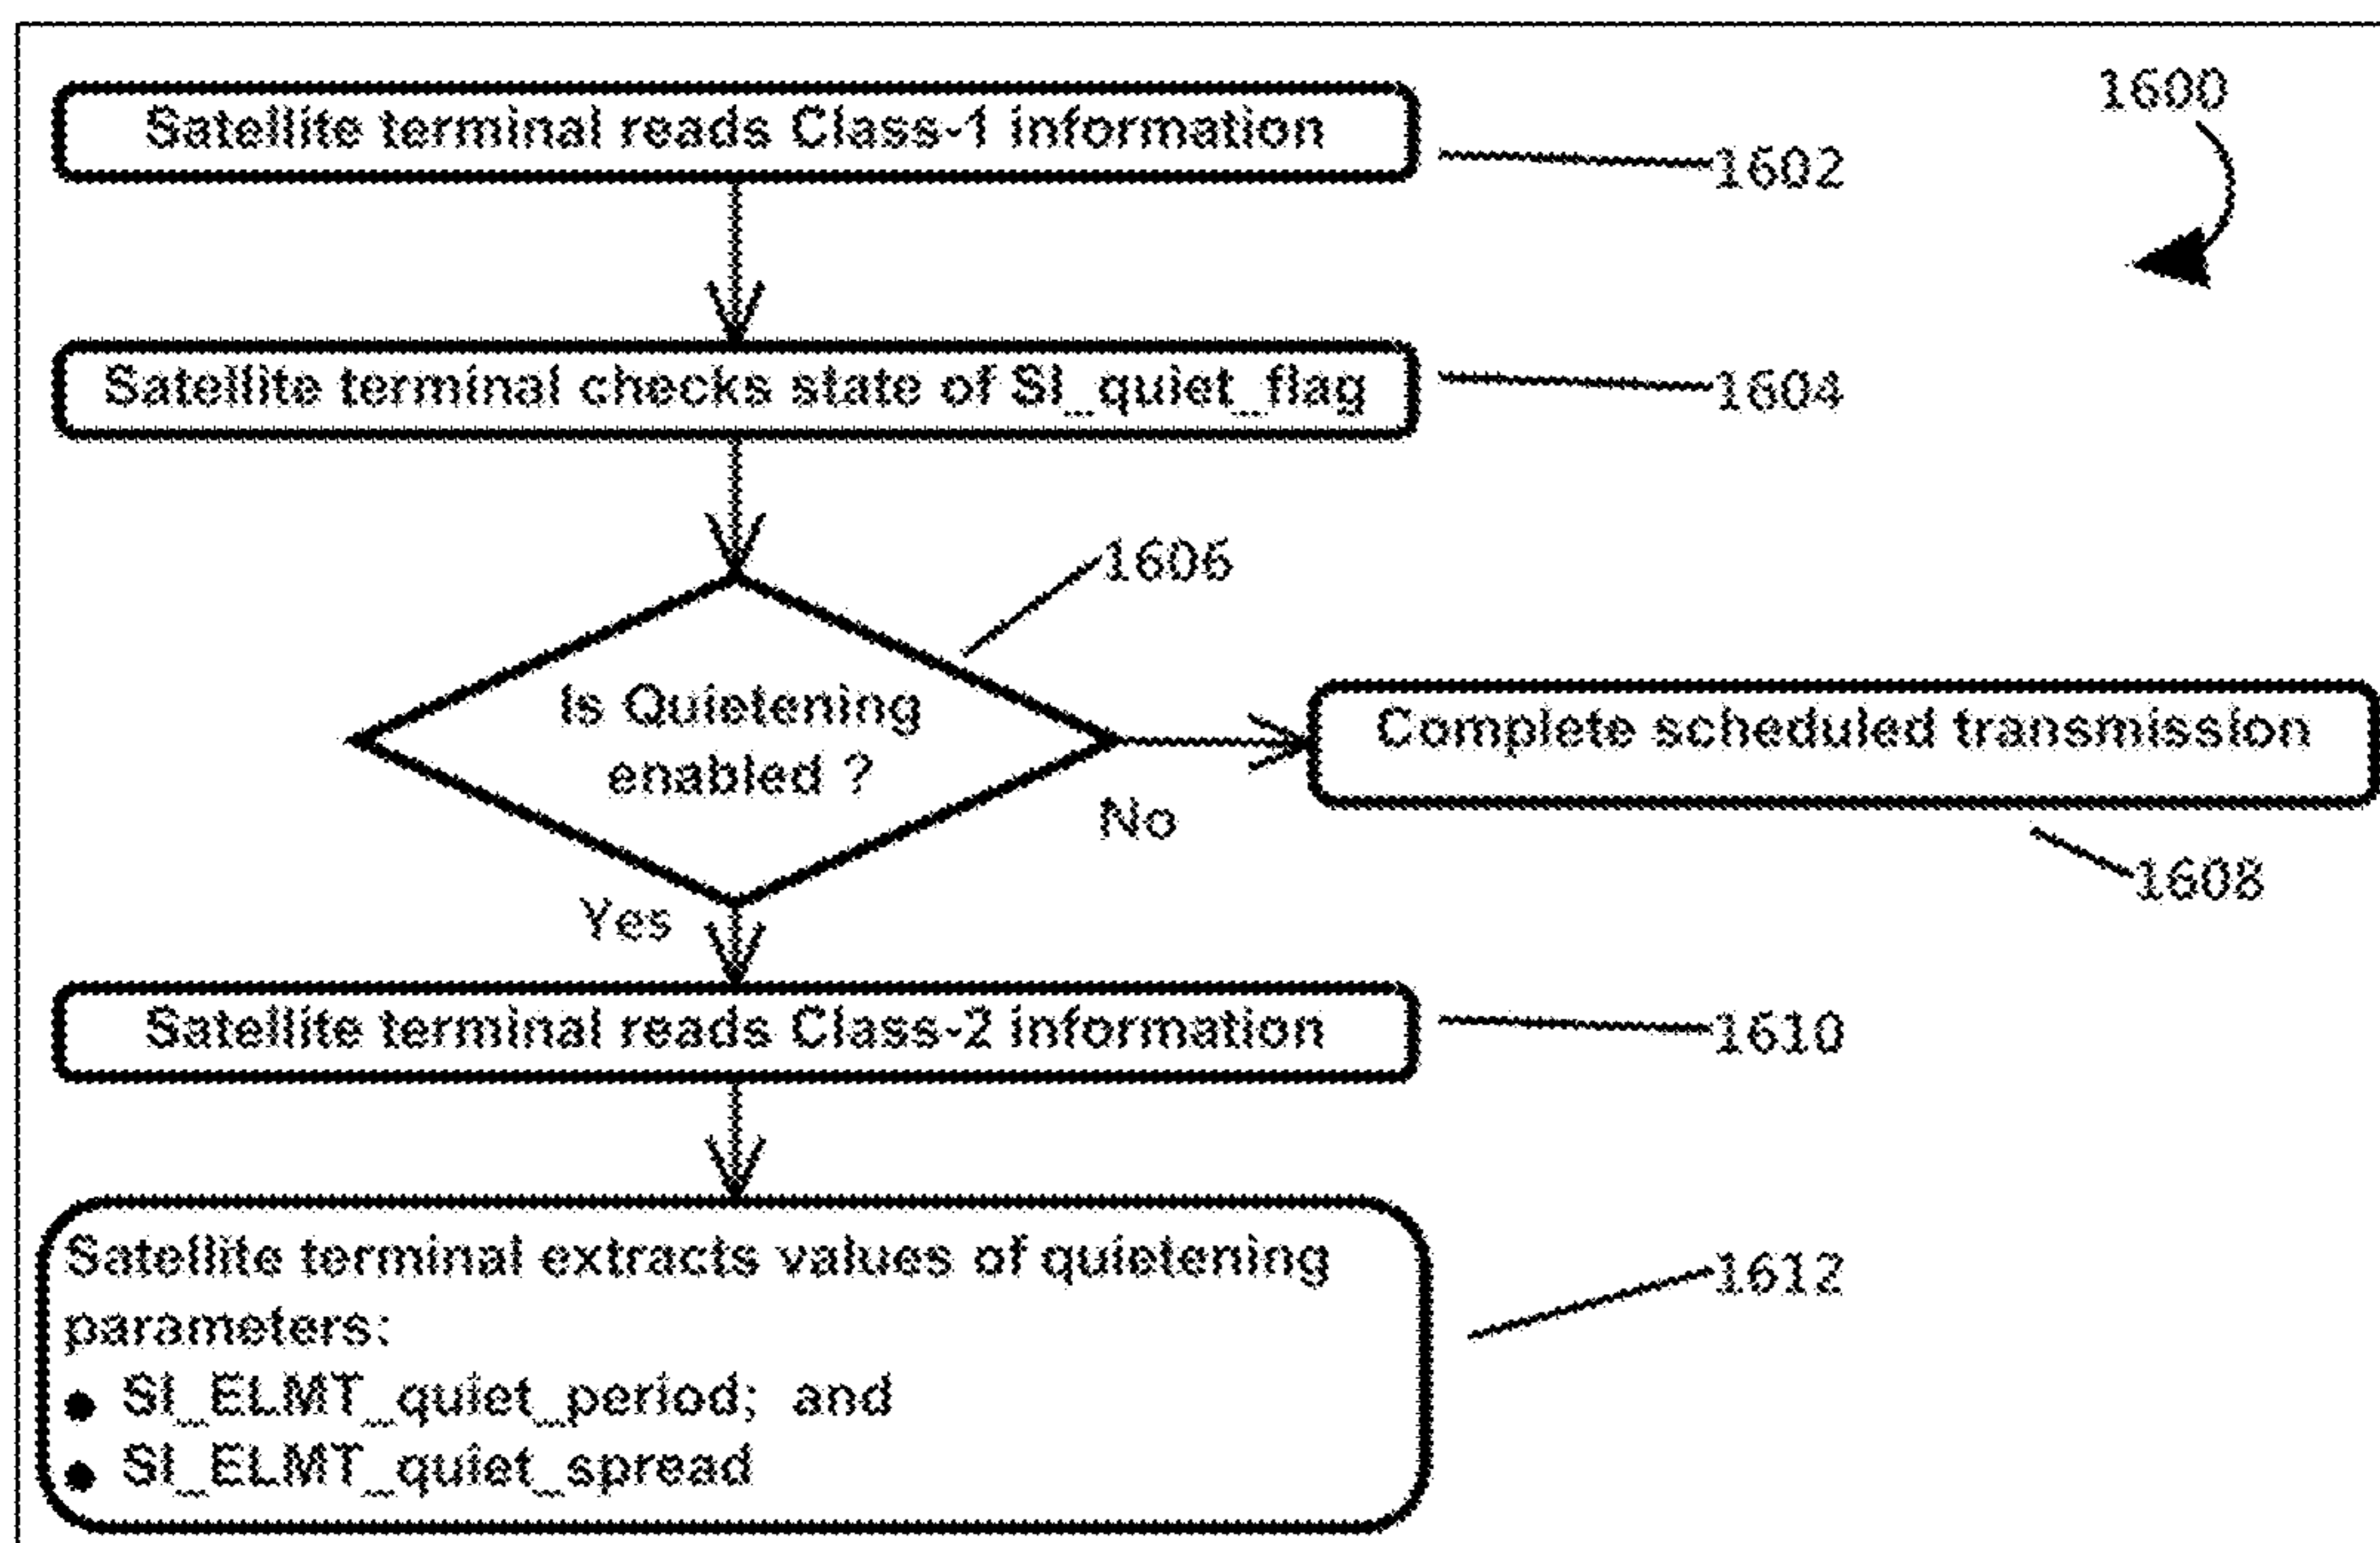 1600
Satellite terminal reads Class-1 information
1602
Satellite terminal checks state of SI_quiet_flag
1604
1606
Is Quietening
enabled ?
Complete scheduled transmission
No
1608
Yes
Satellite terminal reads Class-2 information
1610
Satellite terminal extracts values of quietening
parameters:
1612
● SI_ELMT_quiet_period; and
● SI_ELMT_quiet_spread